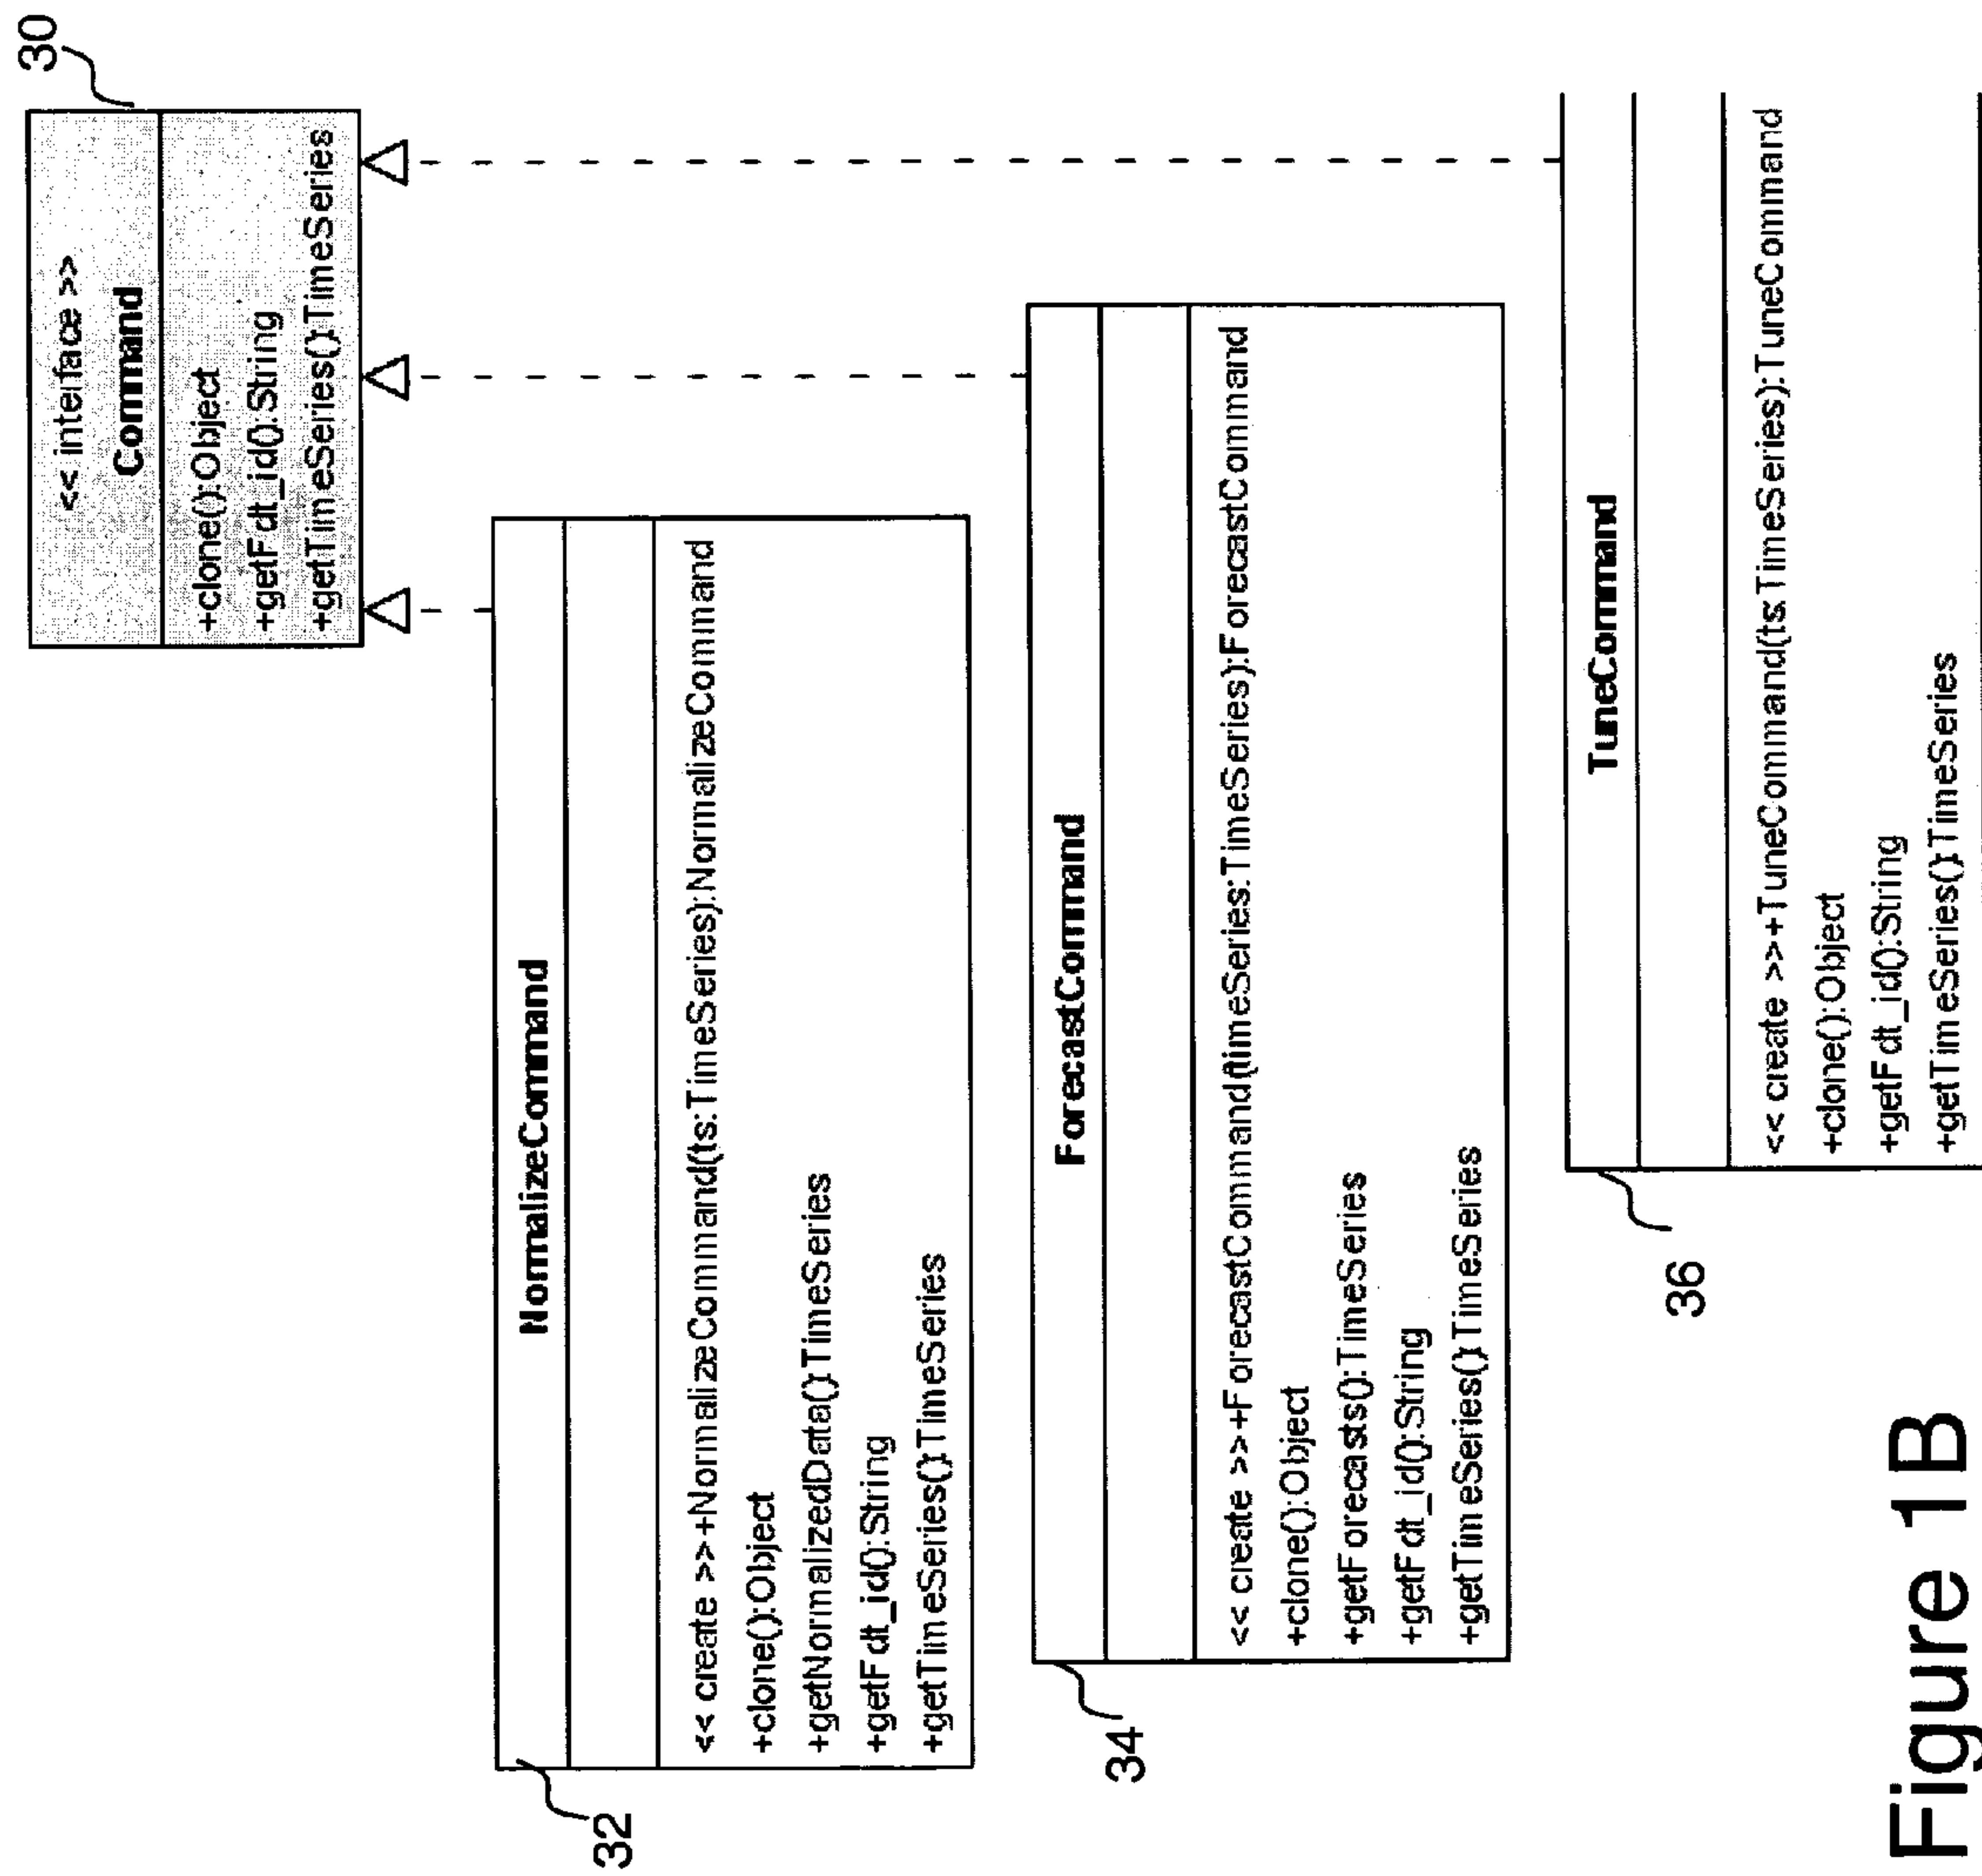 30
<< interface >>
Command
+clone():Object
+getFdt_id():String
+getTimeSeries():TimeSeries
NormalizeCommand
<< create >>+NormalizeCommand(ts:TimeSeries):NormalizeCommand
+clone():Object
+getNormalizedData():TimeSeries
+getFdt_id():String
+getTimeSeries():TimeSeries
32
ForecastCommand
<< create >>+ForecastCommand(timeSeries:TimeSeries):ForecastCommand
+clone():Object
+getForecasts():TimeSeries
+getFdt_id():String
+getTimeSeries():TimeSeries
34
TuneCommand
<< create >>+TuneCommand(ts:TimeSeries):TuneCommand
+clone():Object
+getFdt_id():String
+getTimeSeries():TimeSeries
36
Figure 1B